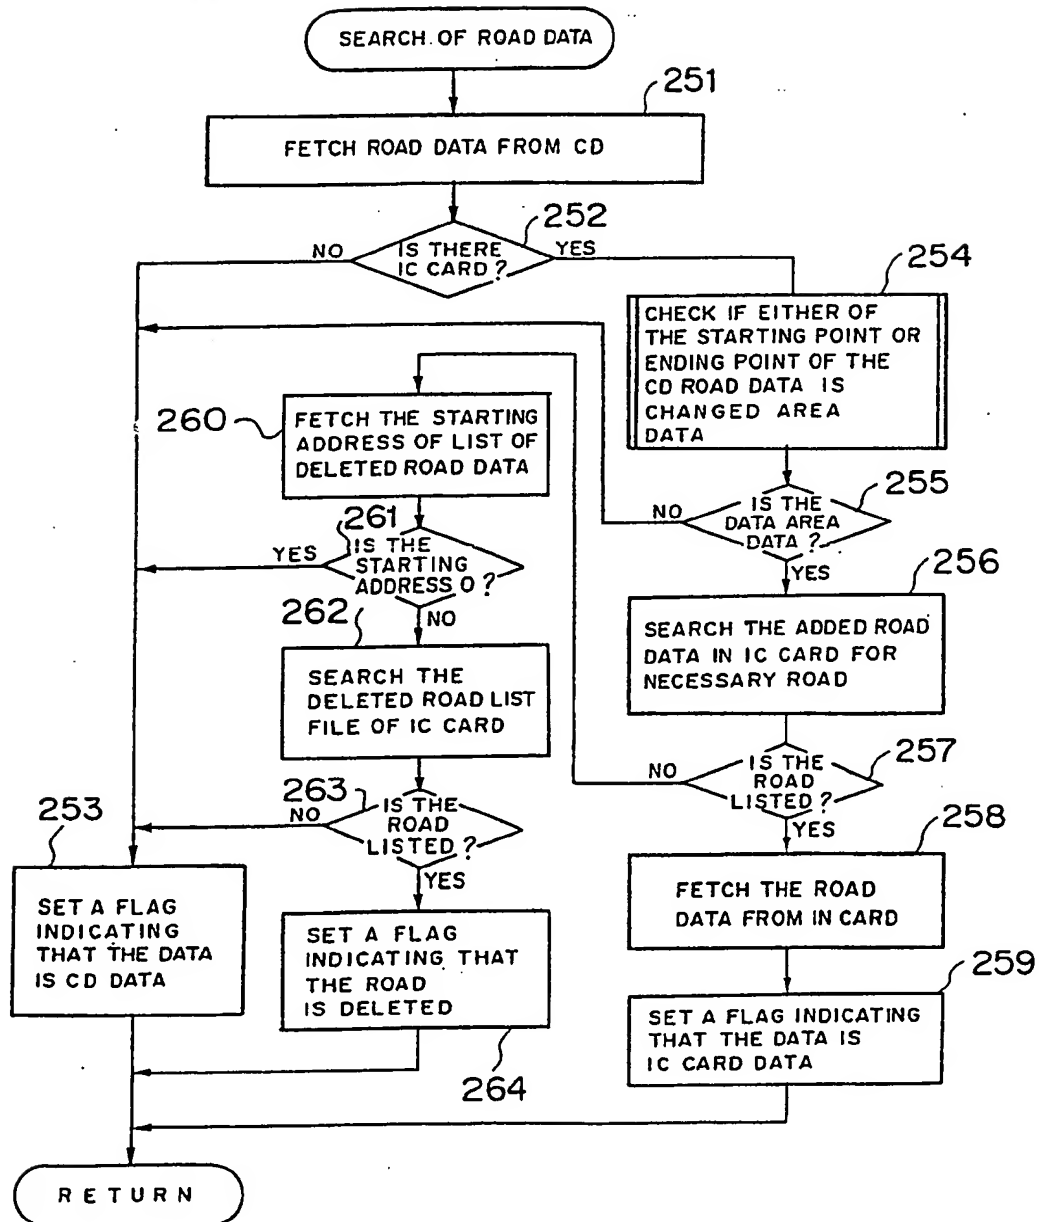 SEARCH OF ROAD DATA
251
FETCH ROAD DATA FROM CD
252
IS THERE
IC CARD?
NO
YES
254
CHECK IF EITHER OF
THE STARTING POINT OR
ENDING POINT OF THE
CD ROAD DATA IS
CHANGED AREA
DATA
255
IS THE
DATA AREA
DATA?
NO
YES
256
SEARCH THE ADDED ROAD
DATA IN IC CARD FOR
NECESSARY ROAD
257
IS THE
ROAD
LISTED?
NO
YES
258
FETCH THE ROAD
DATA FROM IN CARD
259
SET A FLAG INDICATING
THAT THE DATA IS
IC CARD DATA
260
FETCH THE STARTING
ADDRESS OF LIST OF
DELETED ROAD DATA
261
IS THE
STARTING
ADDRESS 0?
YES
NO
262
SEARCH THE
DELETED ROAD LIST
FILE OF IC CARD
263
IS THE
ROAD
LISTED?
NO
YES
264
SET A FLAG
INDICATING THAT
THE ROAD
IS DELETED
253
SET A FLAG
INDICATING
THAT THE DATA
IS CD DATA
RETURN